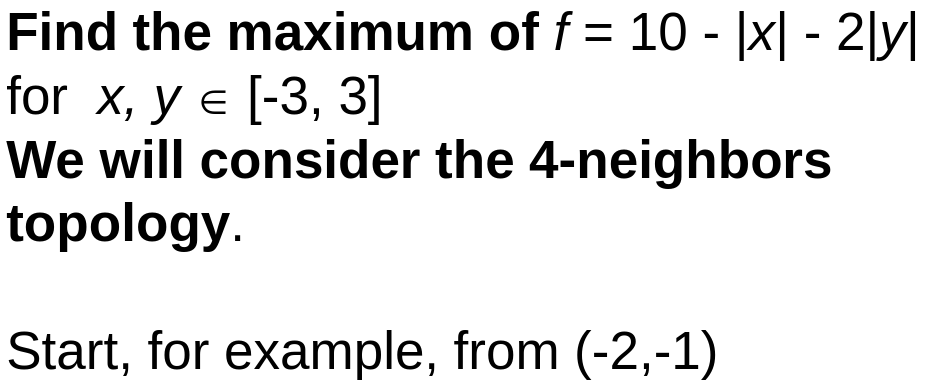 Find the maximum of f = 10 - |x| - 2|y|
for x, y ∈ [-3, 3]
We will consider the 4-neighbors
topology.
Start, for example, from (-2,-1)